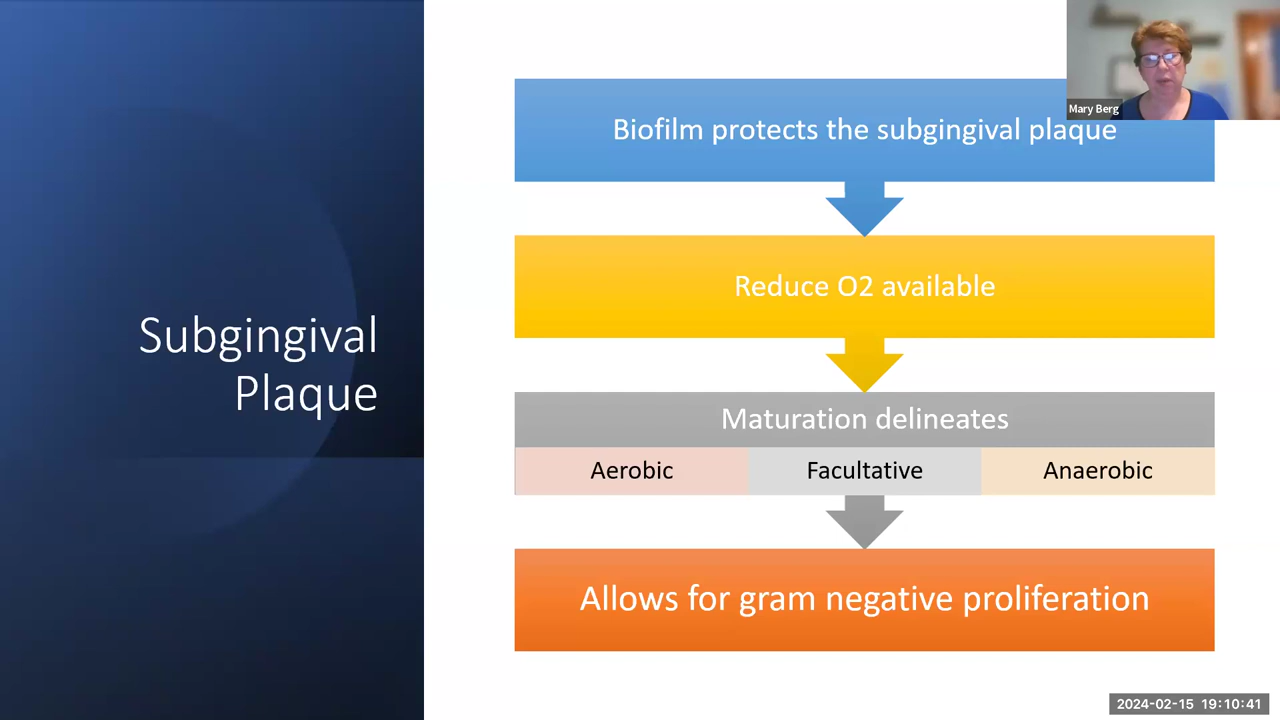 Mary Berg
Biofilm protects the subgingival plaque
Reduce O2 available
Subgingival
Plaque
Maturation delineates
Aerobic
Facultative
Anaerobic
Allows for gram negative proliferation
2024-02-15 19:10:41